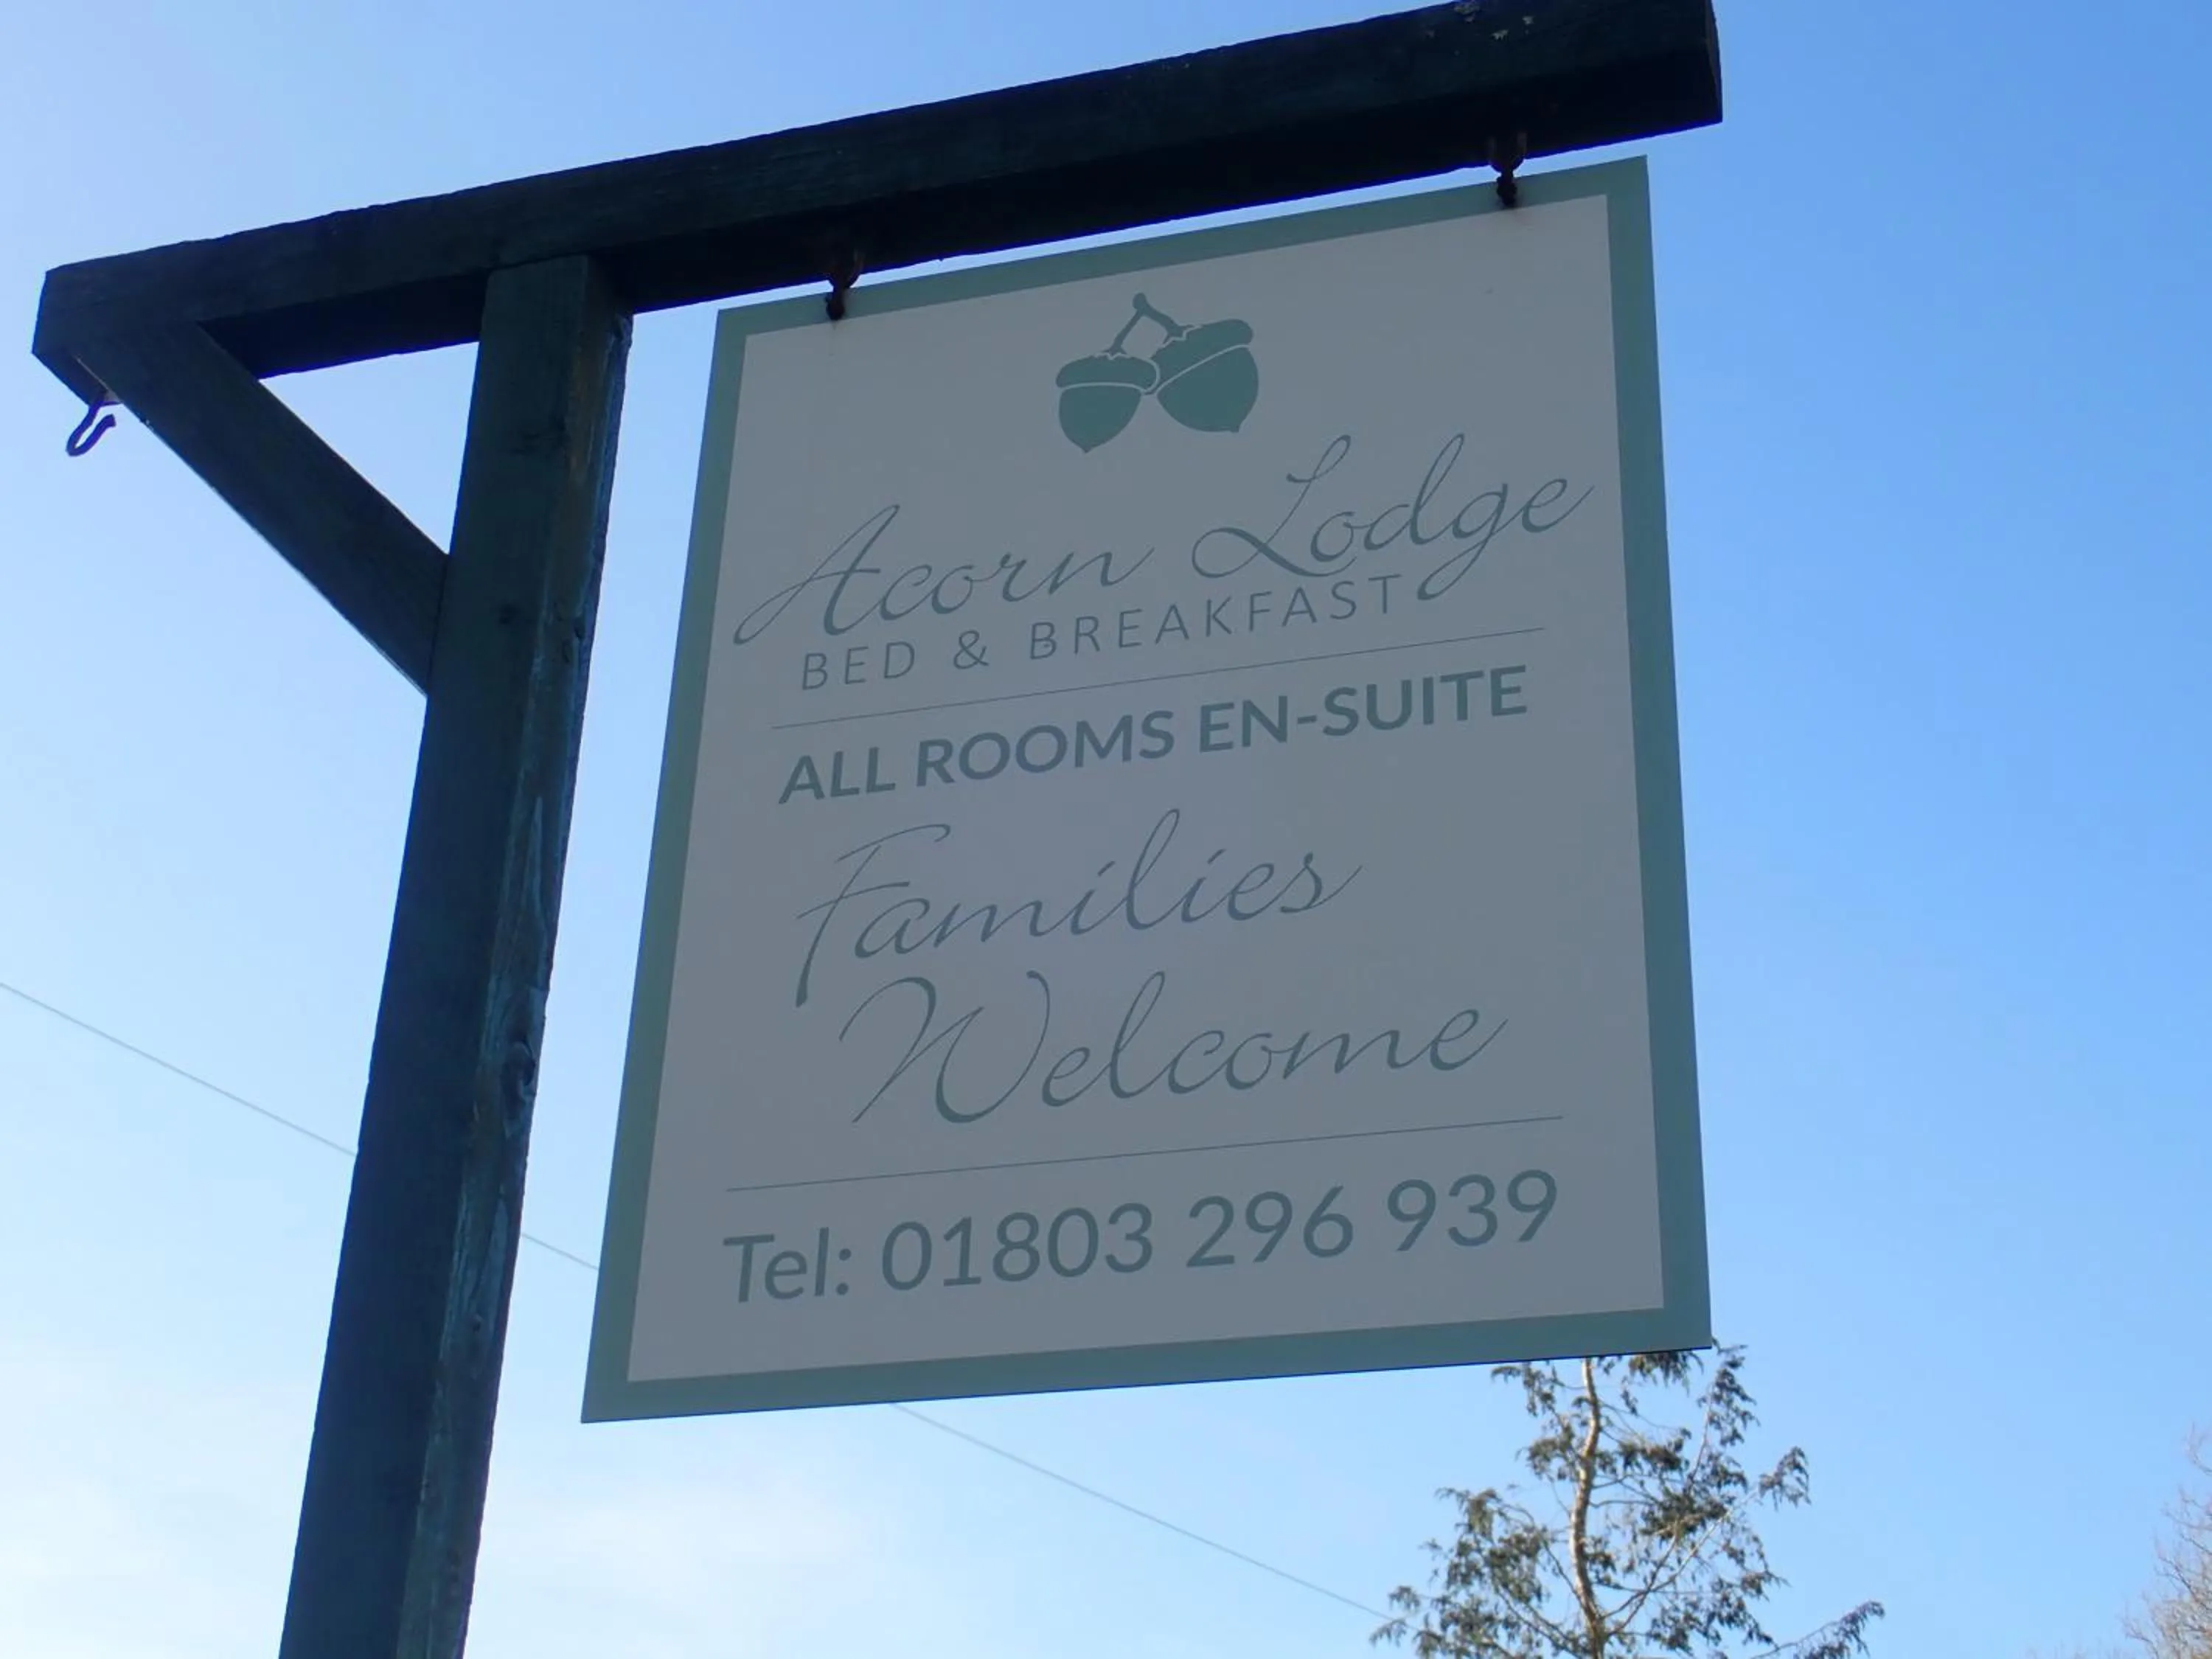 Acorn Lodge
BED & BREAKFAST
ALL ROOMS EN-SUITE
Families
Welcome
Tel: 01803 296 939